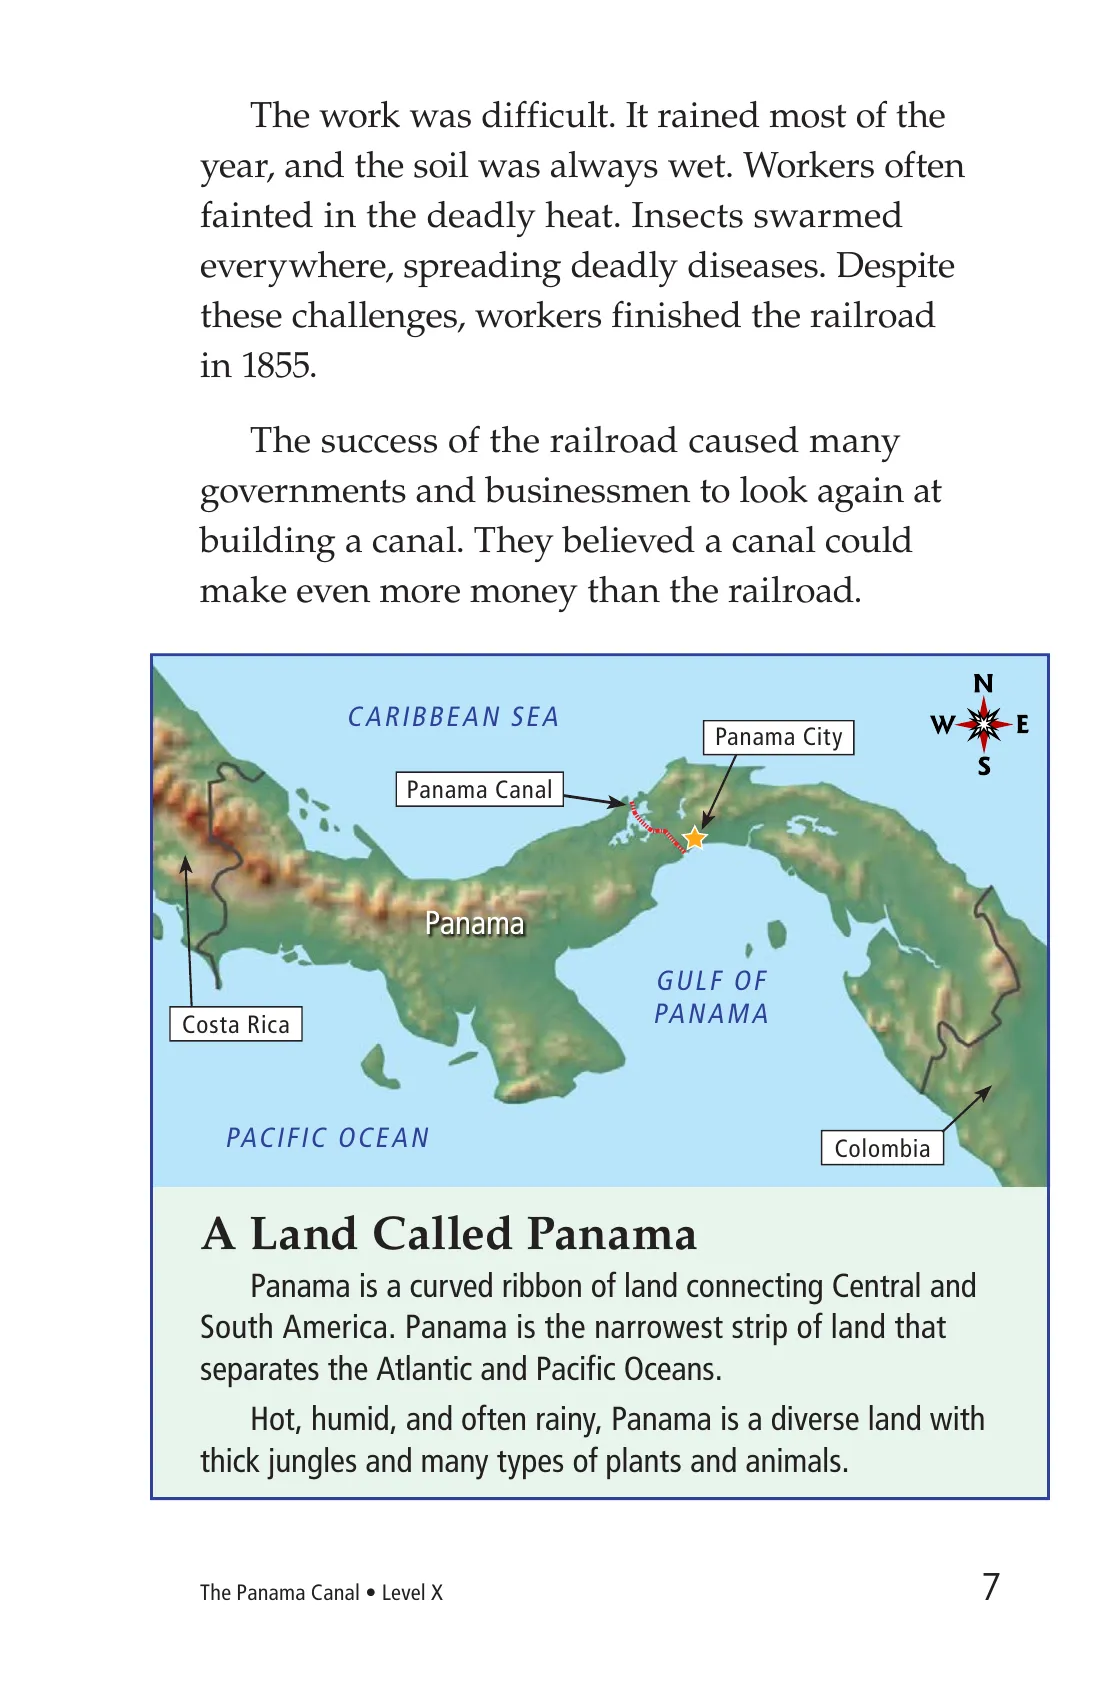 The work was difficult. It rained most of the
year, and the soil was always wet. Workers often
fainted in the deadly heat. Insects swarmed
everywhere, spreading deadly diseases. Despite
these challenges, workers finished the railroad
in 1855.
The success of the railroad caused many
governments and businessmen to look again at
building a canal. They believed a canal could
make even more money than the railroad.
N
W E
S
CARIBBEAN SEA
Panama City
Panama Canal
Panama
GULF OF
PANAMA
Costa Rica
PACIFIC OCEAN
Colombia
A Land Called Panama
Panama is a curved ribbon of land connecting Central and
South America. Panama is the narrowest strip of land that
separates the Atlantic and Pacific Oceans.
Hot, humid, and often rainy, Panama is a diverse land with
thick jungles and many types of plants and animals.
The Panama Canal • Level X
7